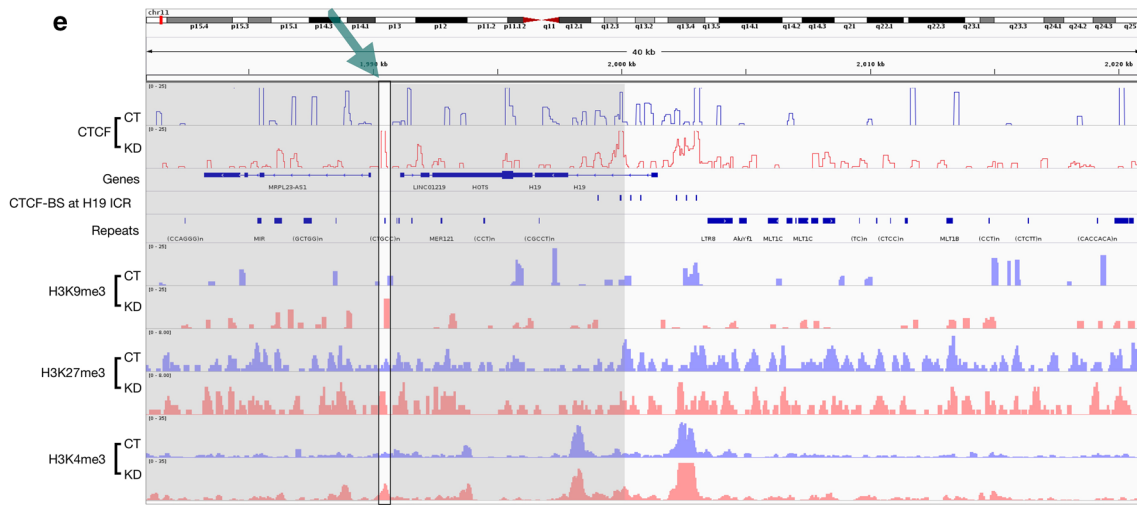 e
chr11
p15.4 p15.3 p15.1 p14.3 p14.1 p13 p12 p11.2 p11.12 q11 q12.1 q12.3 q13.2 q13.4 q13.5 q14.1 q14.2 q14.3 q21 q22.1 q22.3 q23.1 q23.3 q24.1 q24.3 q25
40 kb
1,990 kb 2,000 kb 2,010 kb 2,020 kb
CTCF
[0 - 25]
CT
[0 - 25]
KD
Genes
MRPL23-AS1 LINC01219 HOTS H19 H19
CTCF-BS at H19 ICR
Repeats
(CCAGGG)n MIR (GCTGG)n (CTGCC)n MER121 (CCT)n (CGCCT)n LTR8 AluYf1 MLT1C MLT1C (TC)n (CTCC)n MLT1B (CCT)n (CTCTT)n (CACCACA)n
H3K9me3
[0 - 25]
CT
[0 - 25]
KD
H3K27me3
[0 - 8.00]
CT
[0 - 8.00]
KD
H3K4me3
[0 - 35]
CT
[0 - 35]
KD